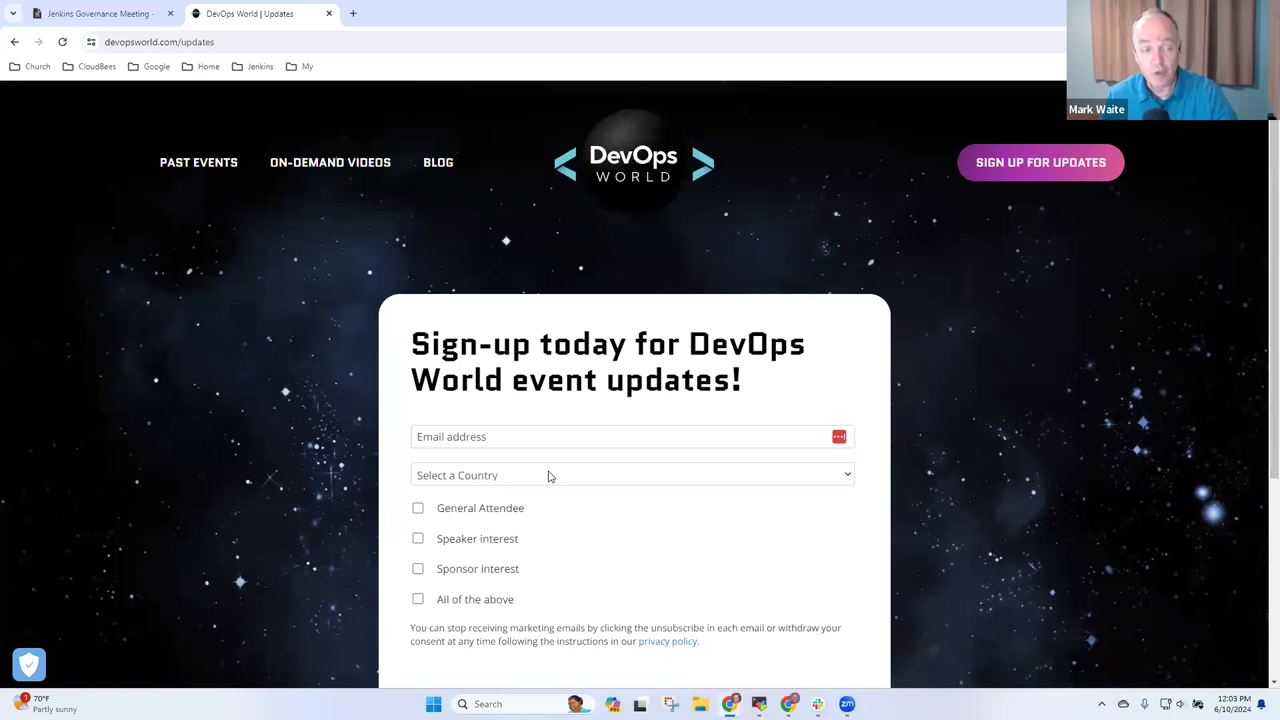 Jenkins Governance Meeting -
DevOps World | Updates
devopsworld.com/updates
Church
CloudBees
Google
Home
Jenkins
My
Mark Waite
PAST EVENTS
ON-DEMAND VIDEOS
BLOG
DevOps
WORLD
SIGN UP FOR UPDATES
Sign-up today for DevOps
World event updates!
Email address
Select a Country
General Attendee
Speaker interest
Sponsor interest
All of the above
You can stop receiving marketing emails by clicking the unsubscribe in each email or withdraw your
consent at any time following the instructions in our privacy policy.
1
70°F
Partly sunny
Search
zm
12:03 PM
6/10/2024